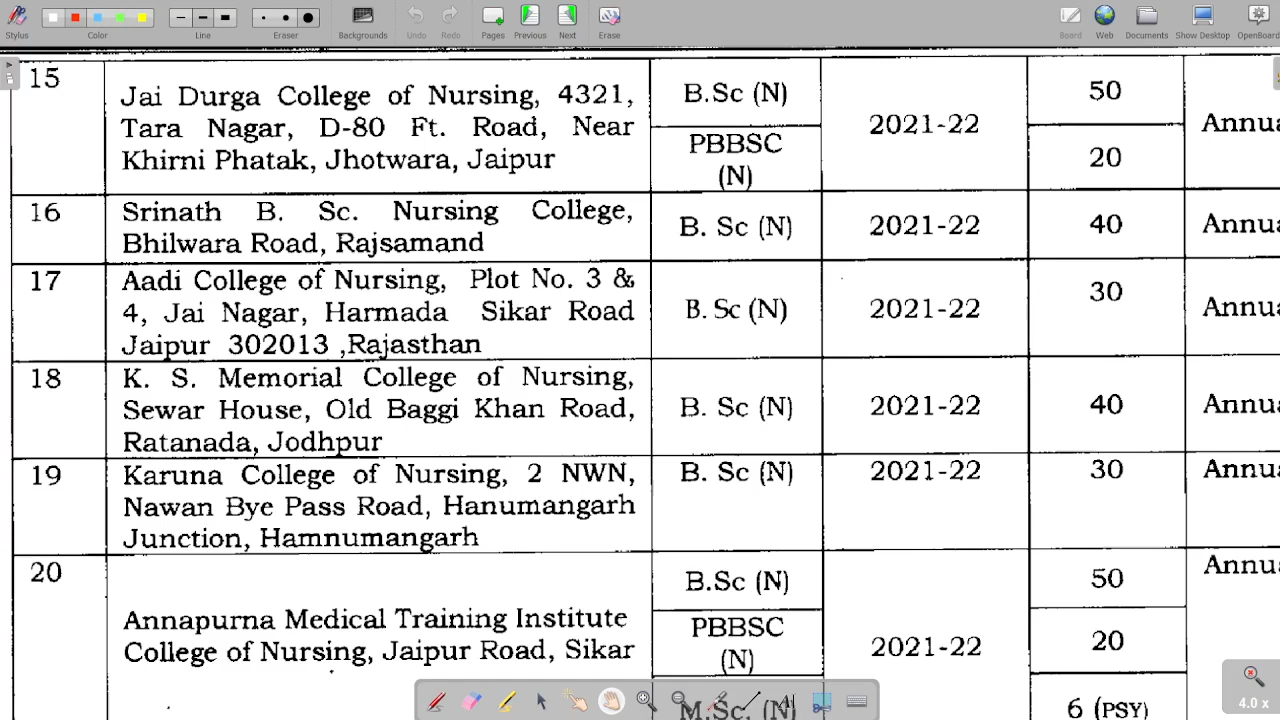 Stylus
Color
Line
Eraser
Backgrounds
Undo
Redo
Pages
Previous
Next
Erase
Board
Web
Documents
Show Desktop
OpenBoard
15
Jai Durga College of Nursing, 4321,
Tara Nagar, D-80 Ft. Road, Near
Khirni Phatak, Jhotwara, Jaipur
B.Sc (N)
PBBSC
(N)
2021-22
50
20
Annua
16
Srinath B. Sc. Nursing College,
Bhilwara Road, Rajsamand
B. Sc (N)
2021-22
40
Annua
17
Aadi College of Nursing, Plot No. 3 &
4, Jai Nagar, Harmada Sikar Road
Jaipur 302013 ,Rajasthan
B. Sc (N)
2021-22
30
Annua
18
K. S. Memorial College of Nursing,
Sewar House, Old Baggi Khan Road,
Ratanada, Jodhpur
B. Sc (N)
2021-22
40
Annua
19
Karuna College of Nursing, 2 NWN,
Nawan Bye Pass Road, Hanumangarh
Junction, Hamnumangarh
B. Sc (N)
2021-22
30
Annua
20
Annapurna Medical Training Institute
College of Nursing, Jaipur Road, Sikar
B.Sc (N)
PBBSC
(N)
M.Sc. (N)
2021-22
50
20
6 (PSY)
Annua
4.0 x